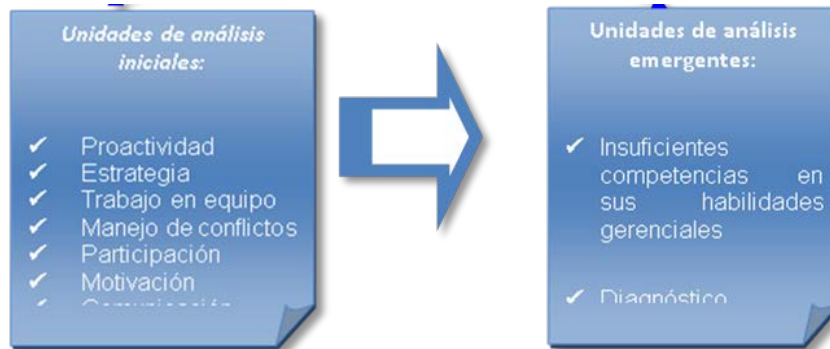 Unidades de análisis
iniciales:
✔ Proactividad
✔ Estrategia
✔ Trabajo en equipo
✔ Manejo de conflictos
✔ Participación
✔ Motivación
Unidades de análisis
emergentes:
✔ Insuficientes
competencias en
sus habilidades
gerenciales
✔ Diagnóstico